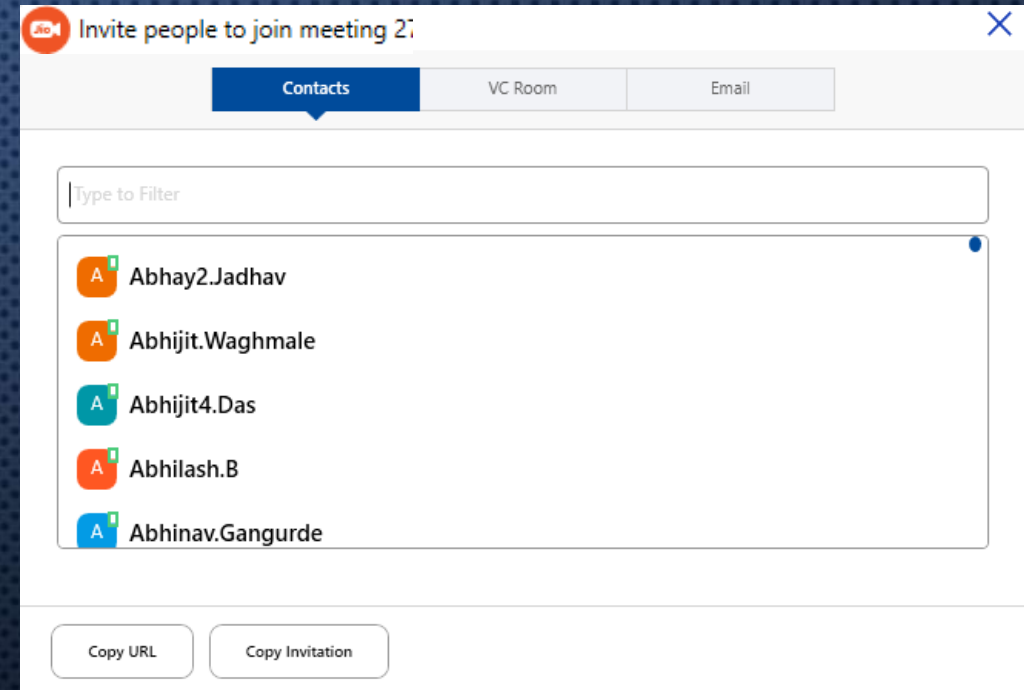 Jio
Invite people to join meeting 27
Contacts VC Room Email
Type to Filter
A Abhay2.Jadhav
A Abhijit.Waghmale
A Abhijit4.Das
A Abhilash.B
A Abhinav.Gangurde
Copy URL Copy Invitation